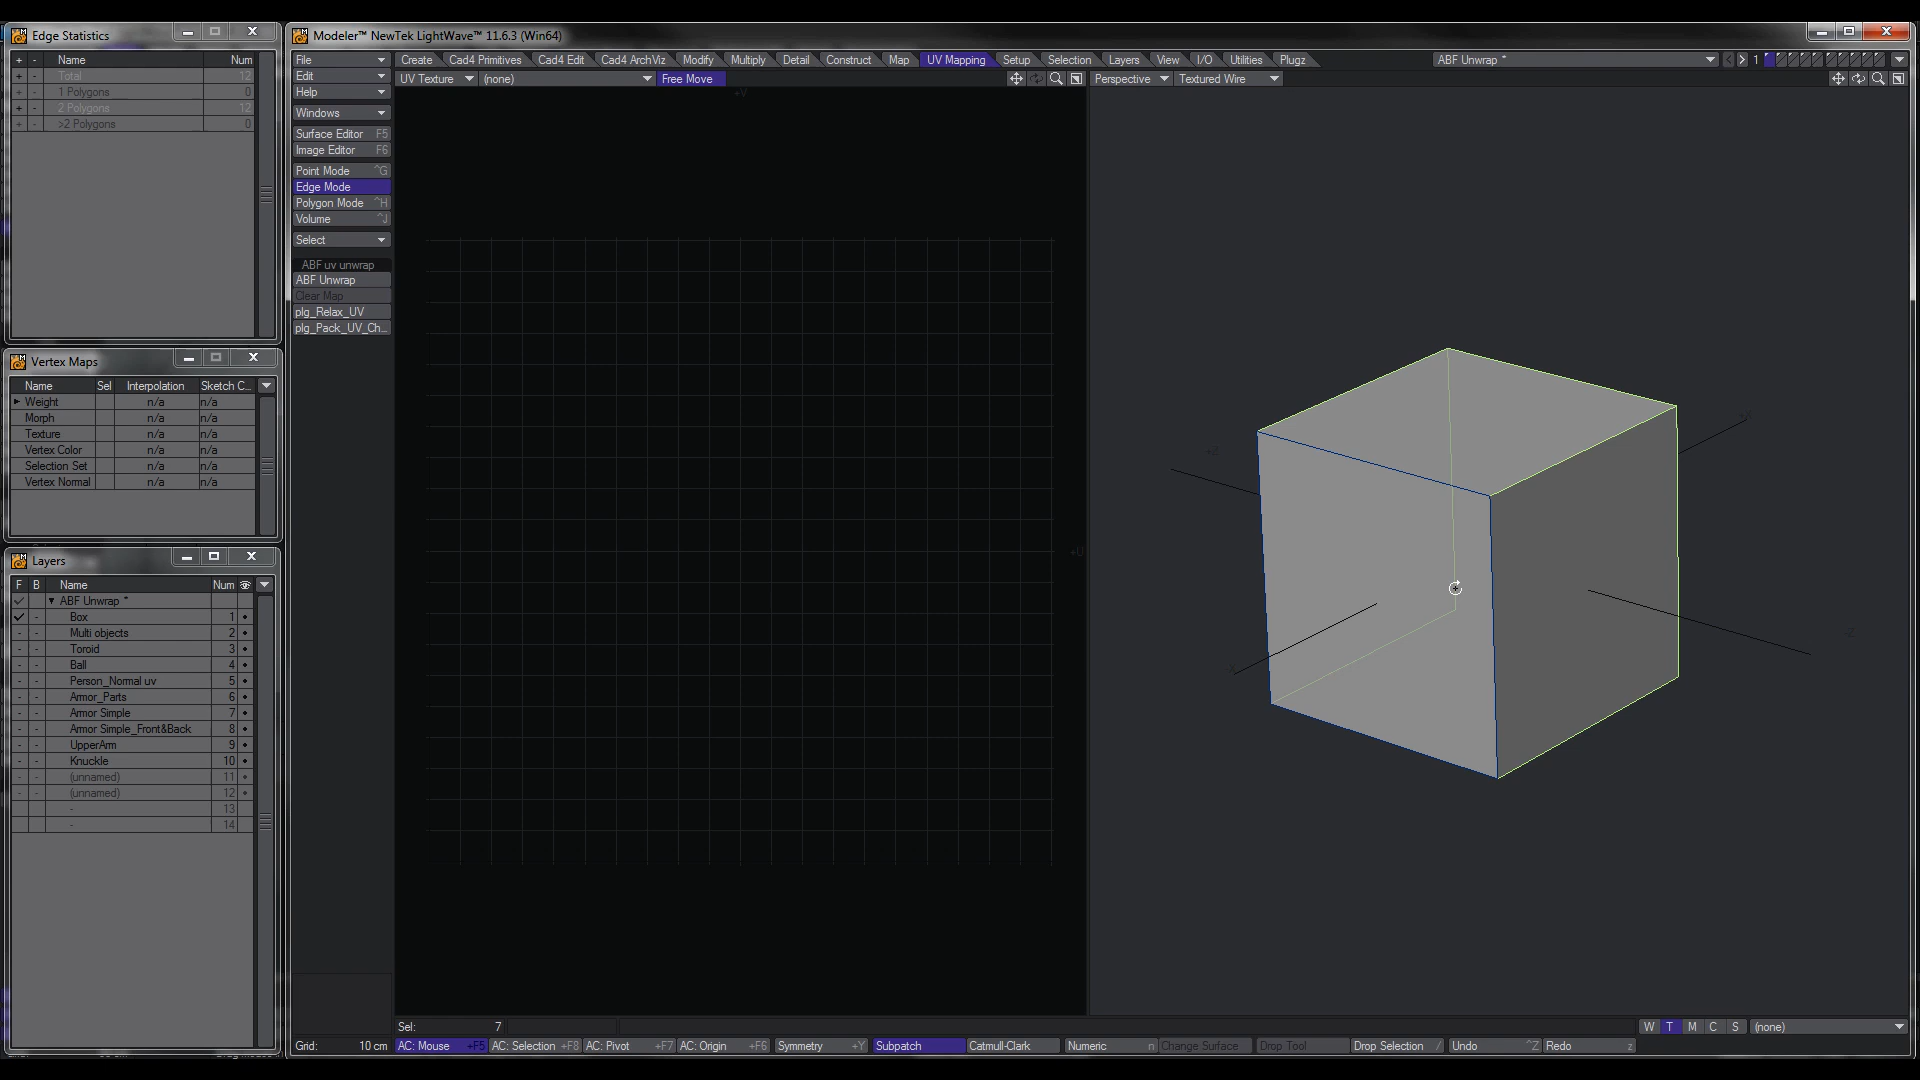 Edge Statistics
+ - Name Num
+ - Total 12
+ - 1 Polygons 0
+ - 2 Polygons 12
+ - >2 Polygons 0
Vertex Maps
Name Sel Interpolation Sketch C...
Weight n/a n/a
Morph n/a n/a
Texture n/a n/a
Vertex Color n/a n/a
Selection Set n/a n/a
Vertex Normal n/a n/a
Layers
F B Name Num
ABF Unwrap *
- Box 1
- - Multi objects 2
- - Toroid 3
- - Ball 4
- - Person_Normal uv 5
- - Armor_Parts 6
- - Armor Simple 7
- - Armor Simple_Front&Back 8
- - UpperArm 9
- - Knuckle 10
- - (unnamed) 11
- - (unnamed) 12
- 13
- 14
Modeler™ NewTek LightWave™ 11.6.3 (Win64)
File
Edit
Help
Windows
Surface Editor F5
Image Editor F6
Point Mode ^G
Edge Mode
Polygon Mode ^H
Volume ^J
Select
ABF uv unwrap
ABF Unwrap
Clear Map
plg_Relax_UV
plg_Pack_UV_Ch...
Create Cad4 Primitives Cad4 Edit Cad4 ArchViz Modify Multiply Detail Construct Map UV Mapping Setup Selection Layers View I/O Utilities Plugz
ABF Unwrap * < > 1
UV Texture (none) Free Move
Perspective Textured Wire
+V
+U
Sel: 7
W T M C S (none)
Grid: 10 cm AC: Mouse +F5 AC: Selection +F8 AC: Pivot +F7 AC: Origin +F6 Symmetry +Y Subpatch Catmull-Clark Numeric n Change Surface Drop Tool Drop Selection / Undo ^Z Redo z